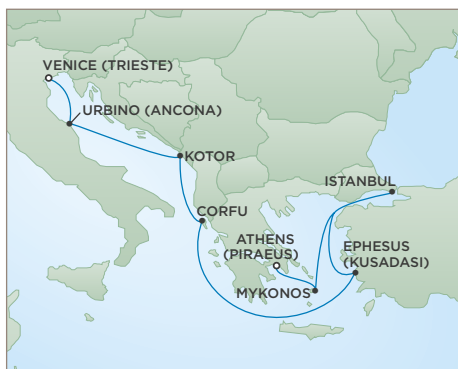 VENICE (TRIESTE)
URBINO (ANCONA)
KOTOR
ISTANBUL
CORFU
ATHENS
(PIRAEUS)
EPHESUS
(KUSADASI)
MYKONOS